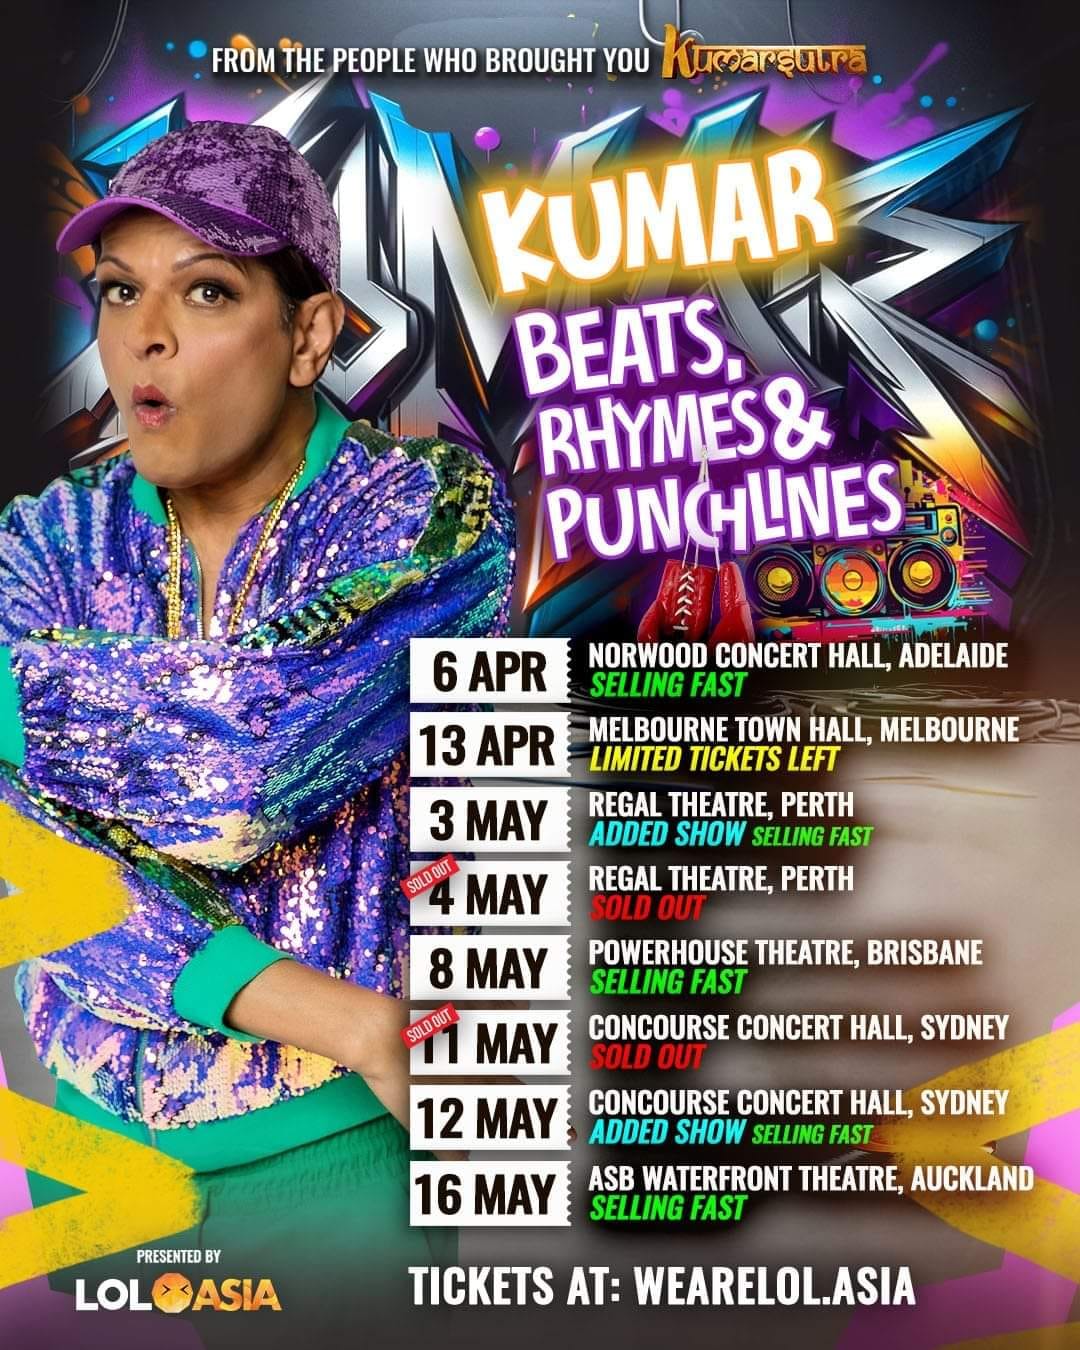 FROM THE PEOPLE WHO BROUGHT YOU Kumarsutra
KUMAR
BEATS,
RHYMES &
PUNCHLINES
6 APR NORWOOD CONCERT HALL, ADELAIDE
SELLING FAST
13 APR MELBOURNE TOWN HALL, MELBOURNE
LIMITED TICKETS LEFT
3 MAY REGAL THEATRE, PERTH
ADDED SHOW SELLING FAST
SOLD OUT
4 MAY REGAL THEATRE, PERTH
SOLD OUT
8 MAY POWERHOUSE THEATRE, BRISBANE
SELLING FAST
SOLD OUT
11 MAY CONCOURSE CONCERT HALL, SYDNEY
SOLD OUT
12 MAY CONCOURSE CONCERT HALL, SYDNEY
ADDED SHOW SELLING FAST
16 MAY ASB WATERFRONT THEATRE, AUCKLAND
SELLING FAST
PRESENTED BY
LOL ASIA
TICKETS AT: WEARELOL.ASIA